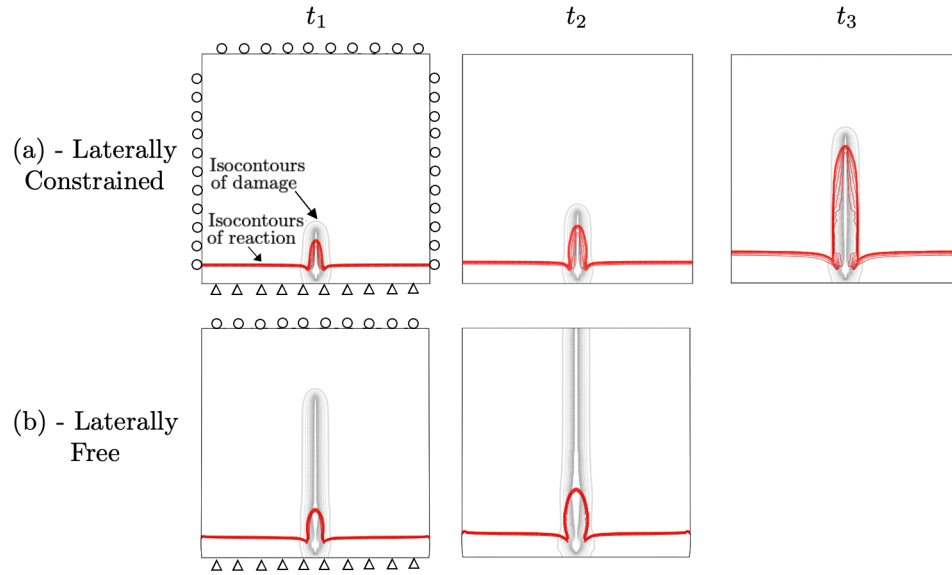 t₁ t₂ t₃
(a) - Laterally
Constrained
Isocontours
of damage
Isocontours
of reaction
(b) - Laterally
Free